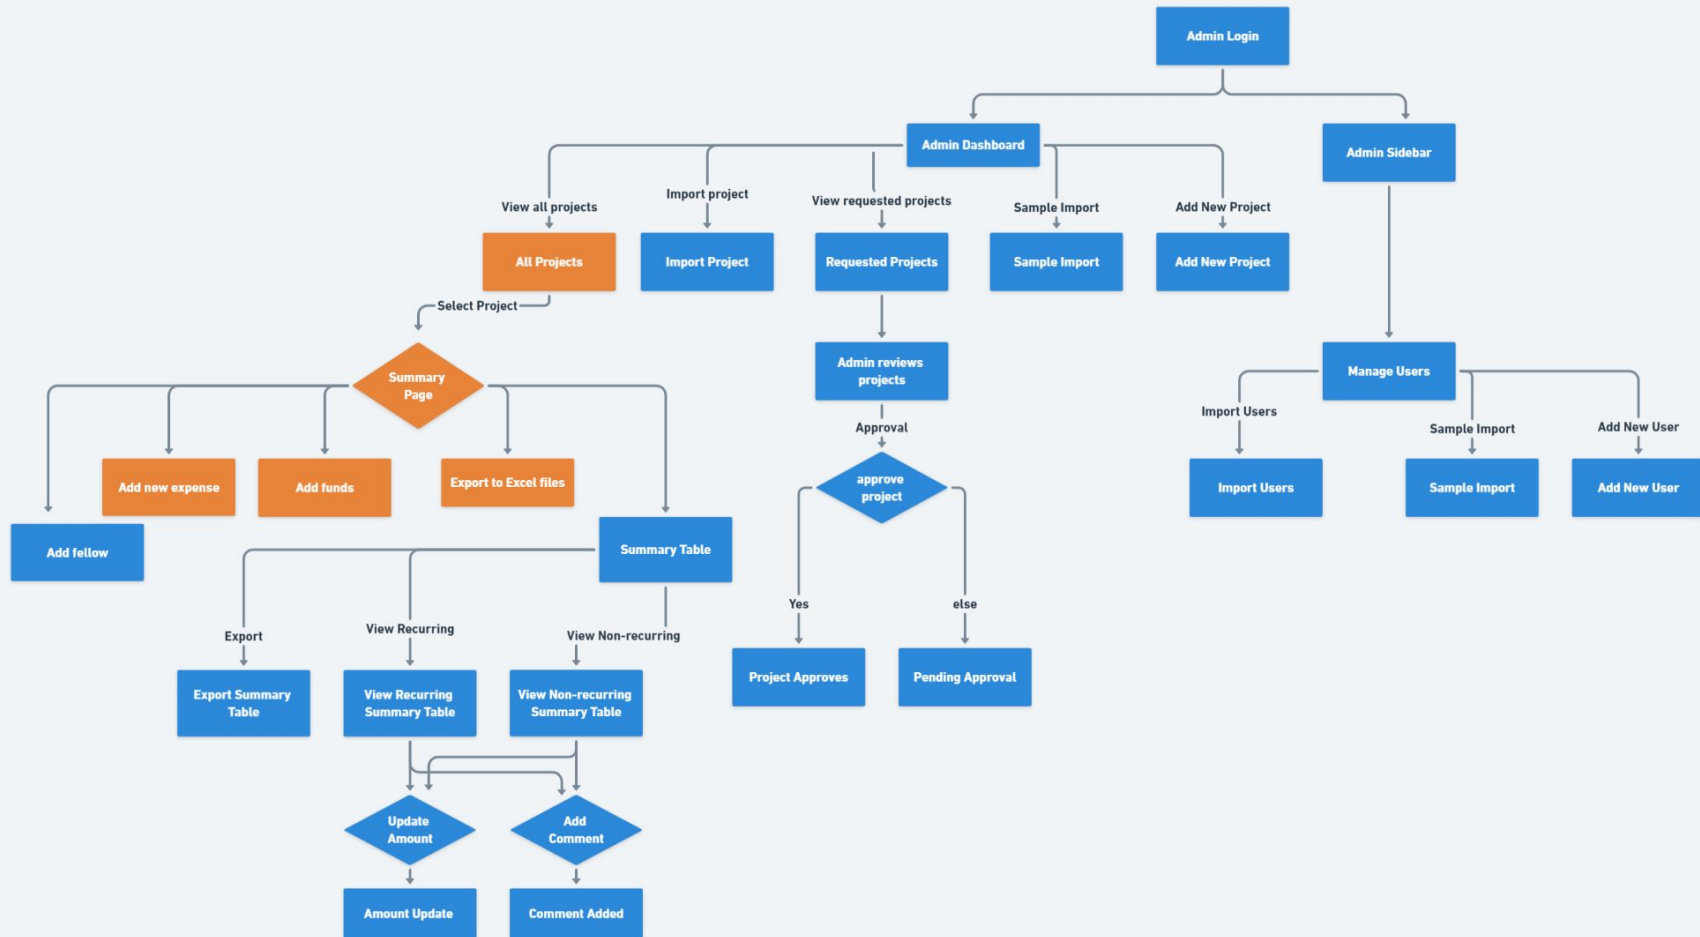 Admin Login
Admin Dashboard
Admin Sidebar
View all projects
Import project
View requested projects
Sample Import
Add New Project
All Projects
Import Project
Requested Projects
Sample Import
Add New Project
Select Project
Summary
Page
Admin reviews
projects
Manage Users
Import Users
Sample Import
Add New User
Approval
Add new expense
Add funds
Export to Excel files
approve
project
Import Users
Sample Import
Add New User
Add fellow
Summary Table
Yes
else
Export
View Recurring
View Non-recurring
Export Summary
Table
View Recurring
Summary Table
View Non-recurring
Summary Table
Project Approves
Pending Approval
Update
Amount
Add
Comment
Amount Update
Comment Added